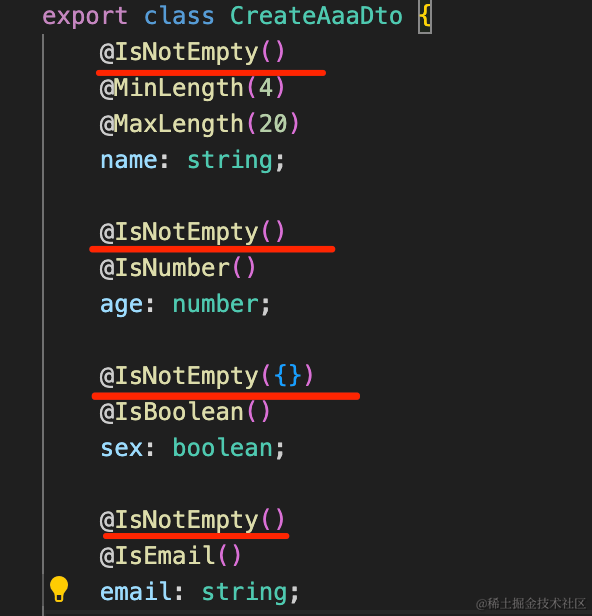 export class CreateAaaDto {
@IsNotEmpty()
@MinLength(4)
@MaxLength(20)
name: string;
@IsNotEmpty()
@IsNumber()
age: number;
@IsNotEmpty({})
@IsBoolean()
sex: boolean;
@IsNotEmpty()
@IsEmail()
email: string;
@稀土掘金技术社区